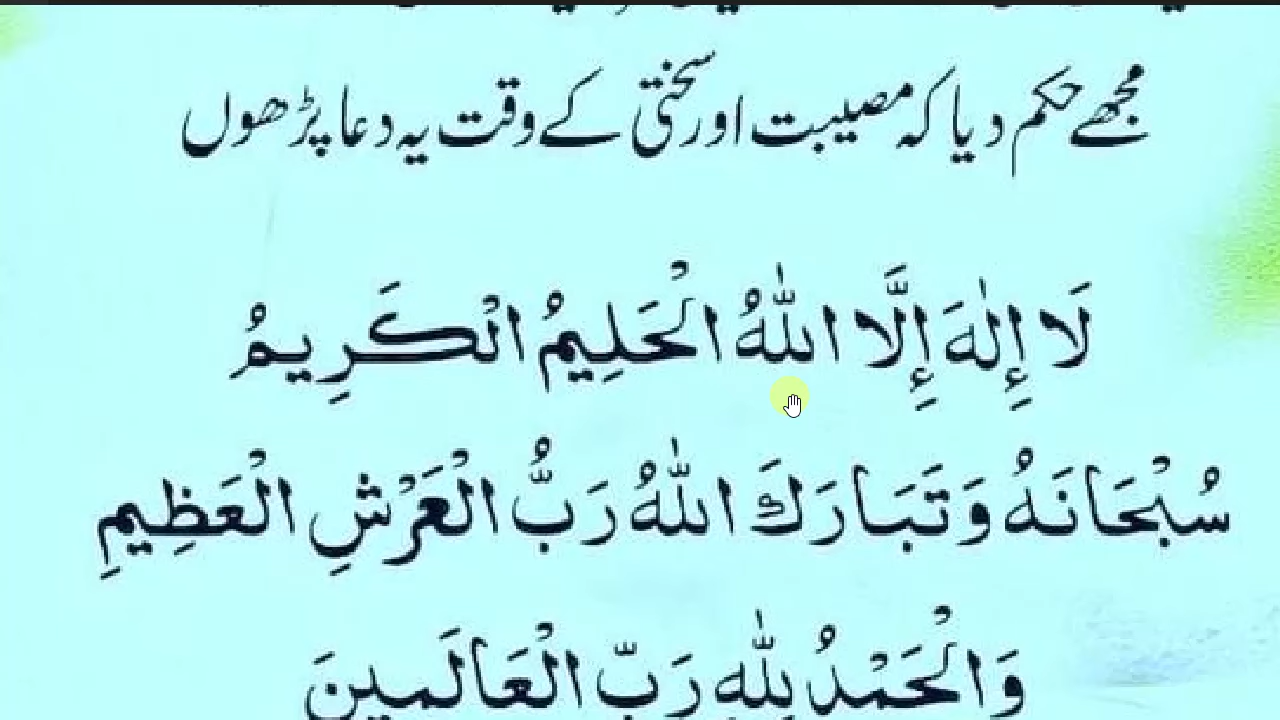 مجھے حکم دیا کہ مصیبت اور سختی کے وقت یہ دعا پڑھوں
لَا إِلٰهَ إِلَّا اللّٰهُ الْحَلِيمُ الْكَرِيمُ
سُبْحَانَهُ وَتَبَارَكَ اللّٰهُ رَبُّ الْعَرْشِ الْعَظِيمِ
وَالْحَمْدُ لِلّٰهِ رَبِّ الْعَالَمِينَ